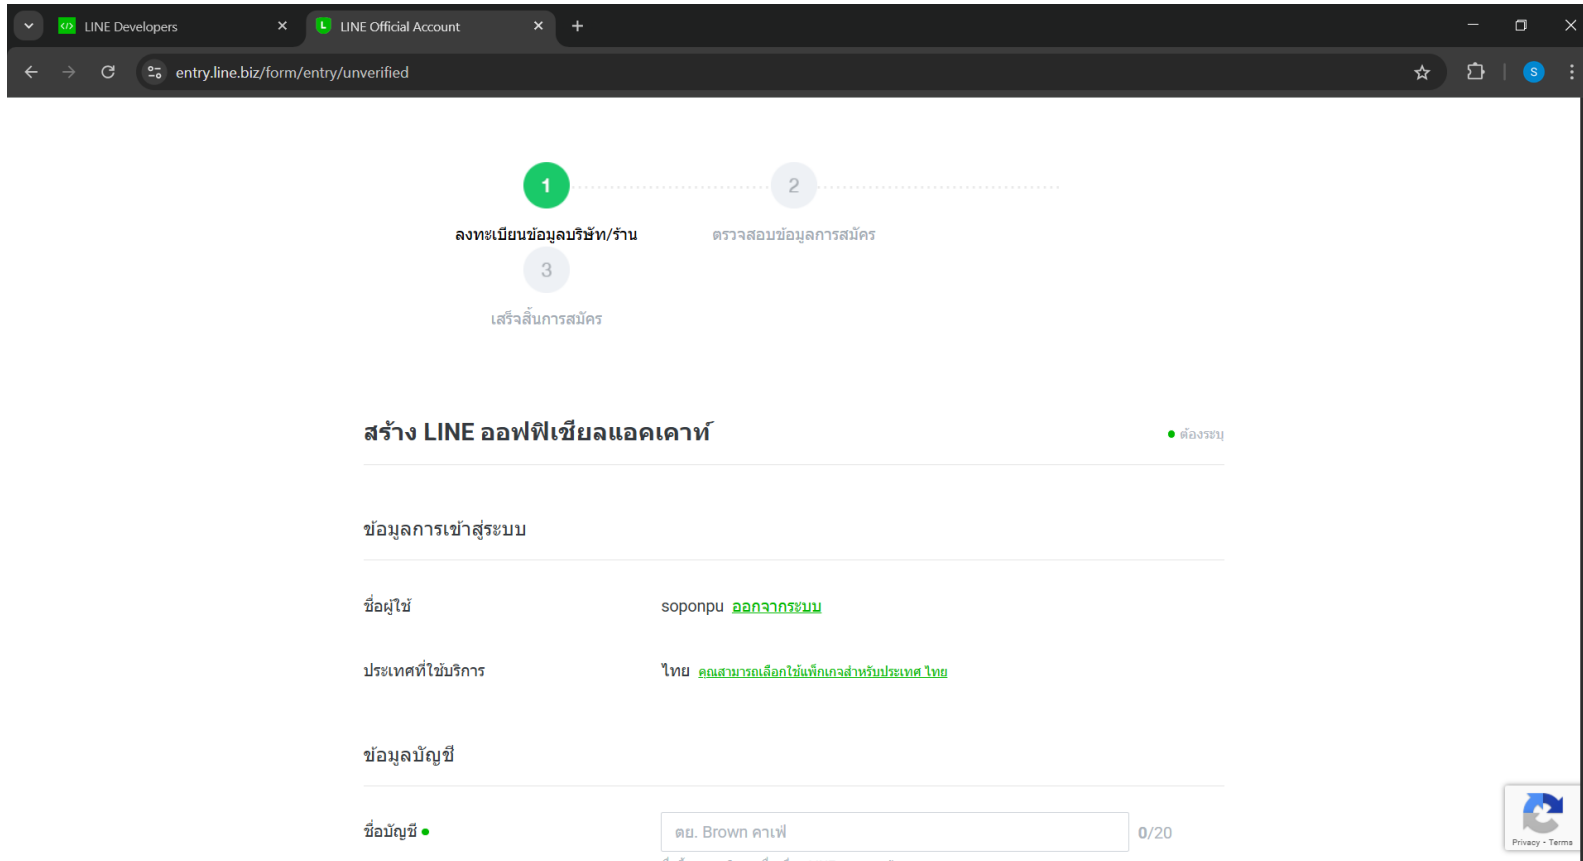 LINE Developers
LINE Official Account
entry.line.biz/form/entry/unverified
S
1
2
ลงทะเบียนข้อมูลบริษัท/ร้าน
ตรวจสอบข้อมูลการสมัคร
3
เสร็จสิ้นการสมัคร
สร้าง LINE ออฟฟิเชียลแอคเคาท์
ต้องระบุ
ข้อมูลการเข้าสู่ระบบ
ชื่อผู้ใช้
soponpu ออกจากระบบ
ประเทศที่ใช้บริการ
ไทย คุณสามารถเลือกใช้แพ็กเกจสำหรับประเทศ ไทย
ข้อมูลบัญชี
ชื่อบัญชี
ตย. Brown คาเฟ่
0/20
Privacy - Terms